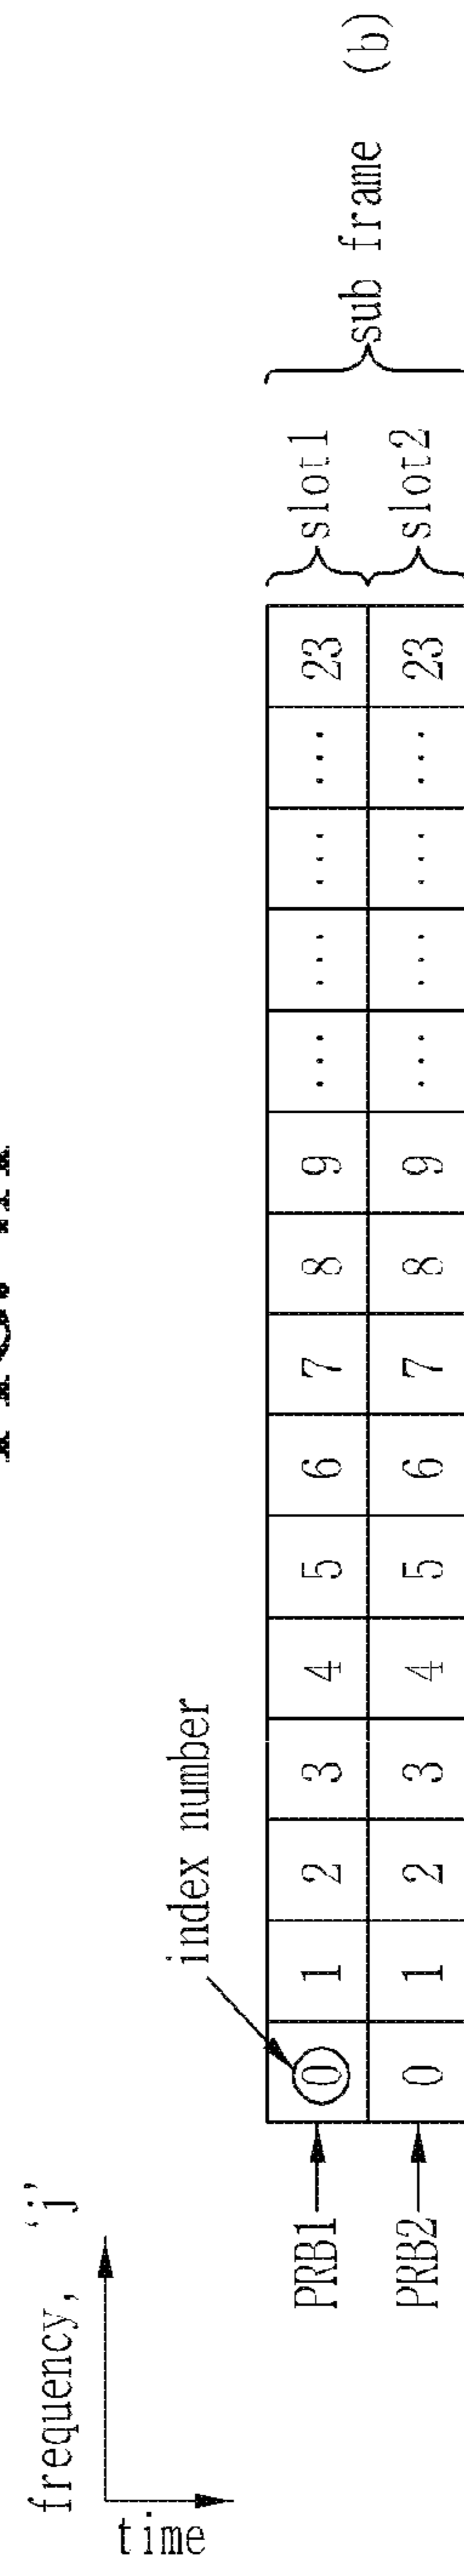 frequency, 'j'
time
index number
PRB1 0 1 2 3 4 5 6 7 8 9 ... ... ... ... 23 slot1
PRB2 0 1 2 3 4 5 6 7 8 9 ... ... ... ... 23 slot2
sub frame (b)